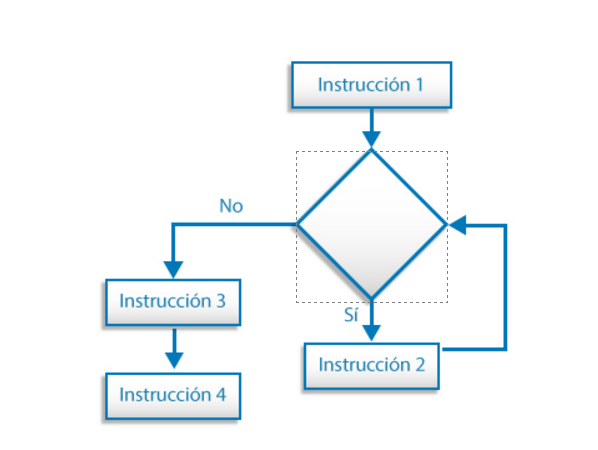 Instrucción 1
No
Instrucción 3
Sí
Instrucción 2
Instrucción 4